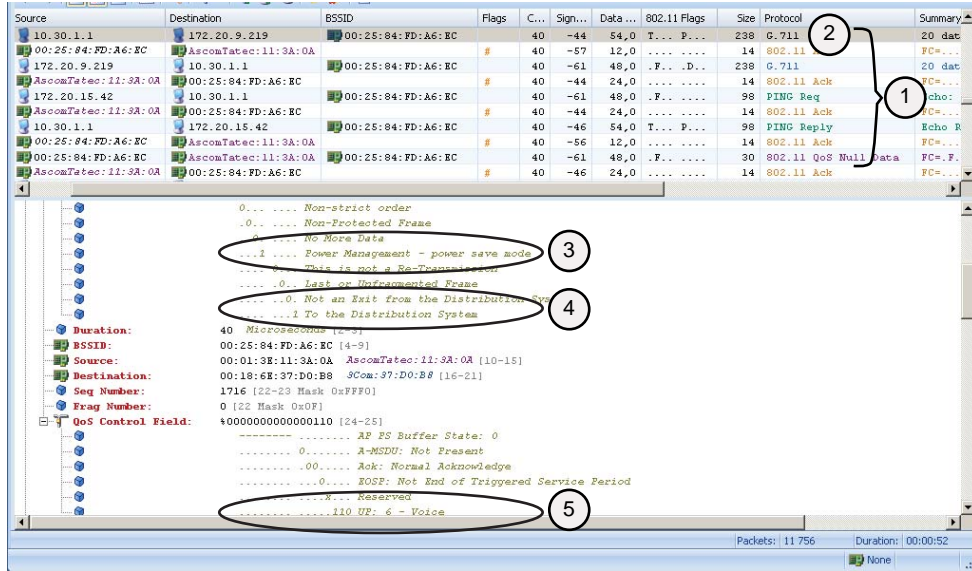 Source Destination BSSID Flags C... Sign... Data ... 802.11 Flags Size Protocol Summary
10.30.1.1 172.20.9.219 00:25:84:FD:A6:EC 40 -44 54,0 T... P... 238 G.711 20 dat
00:25:84:FD:A6:EC AscomTatec:11:3A:0A # 40 -57 12,0 .... .... 14 802.11 FC=...
172.20.9.219 10.30.1.1 00:25:84:FD:A6:EC 40 -61 48,0 .F.. ..D.. 238 G.711 20 dat
AscomTatec:11:3A:0A 00:25:84:FD:A6:EC # 40 -44 24,0 .... .... 14 802.11 Ack FC=...
172.20.15.42 10.30.1.1 00:25:84:FD:A6:EC 40 -61 48,0 .F.. .... 98 PING Req Echo:
AscomTatec:11:3A:0A 00:25:84:FD:A6:EC # 40 -44 24,0 .... .... 14 802.11 Ack FC=...
10.30.1.1 172.20.15.42 00:25:84:FD:A6:EC 40 -46 54,0 T... P... 98 PING Reply Echo R
00:25:84:FD:A6:EC AscomTatec:11:3A:0A # 40 -56 12,0 .... .... 14 802.11 Ack FC=...
00:25:84:FD:A6:EC AscomTatec:11:3A:0A 00:25:84:FD:A6:EC 40 -61 48,0 .F.. .... 30 802.11 QoS Null Data FC=.F.
AscomTatec:11:3A:0A 00:25:84:FD:A6:EC # 40 -46 24,0 .... .... 14 802.11 Ack FC=...
2
1
0... .... Non-strict order
.0.. .... Non-Protected Frame
..0. .... No More Data
...1 .... Power Management - power save mode
3
.... 0... This is not a Re-Transmission
.... .0.. Last or Unfragmented Frame
.... ..0. Not an Exit from the Distribution Sys
4
.... ...1 To the Distribution System
Duration: 40 Microseconds [2-3]
BSSID: 00:25:84:FD:A6:EC [4-9]
Source: 00:01:3E:11:3A:0A AscomTatec:11:3A:0A [10-15]
Destination: 00:18:6E:37:D0:B8 3Com:37:D0:B8 [16-21]
Seq Number: 1716 [22-23 Mask 0xFFF0]
Frag Number: 0 [22 Mask 0x0F]
QoS Control Field: %0000000000000110 [24-25]
-------- ........ AP PS Buffer State: 0
........ 0....... A-MSDU: Not Present
........ .00..... Ack: Normal Acknowledge
........ ...0.... EOSP: Not End of Triggered Service Period
........ ....x... Reserved
........ .....110 UP: 6 - Voice
5
Packets: 11 756 Duration: 00:00:52
None